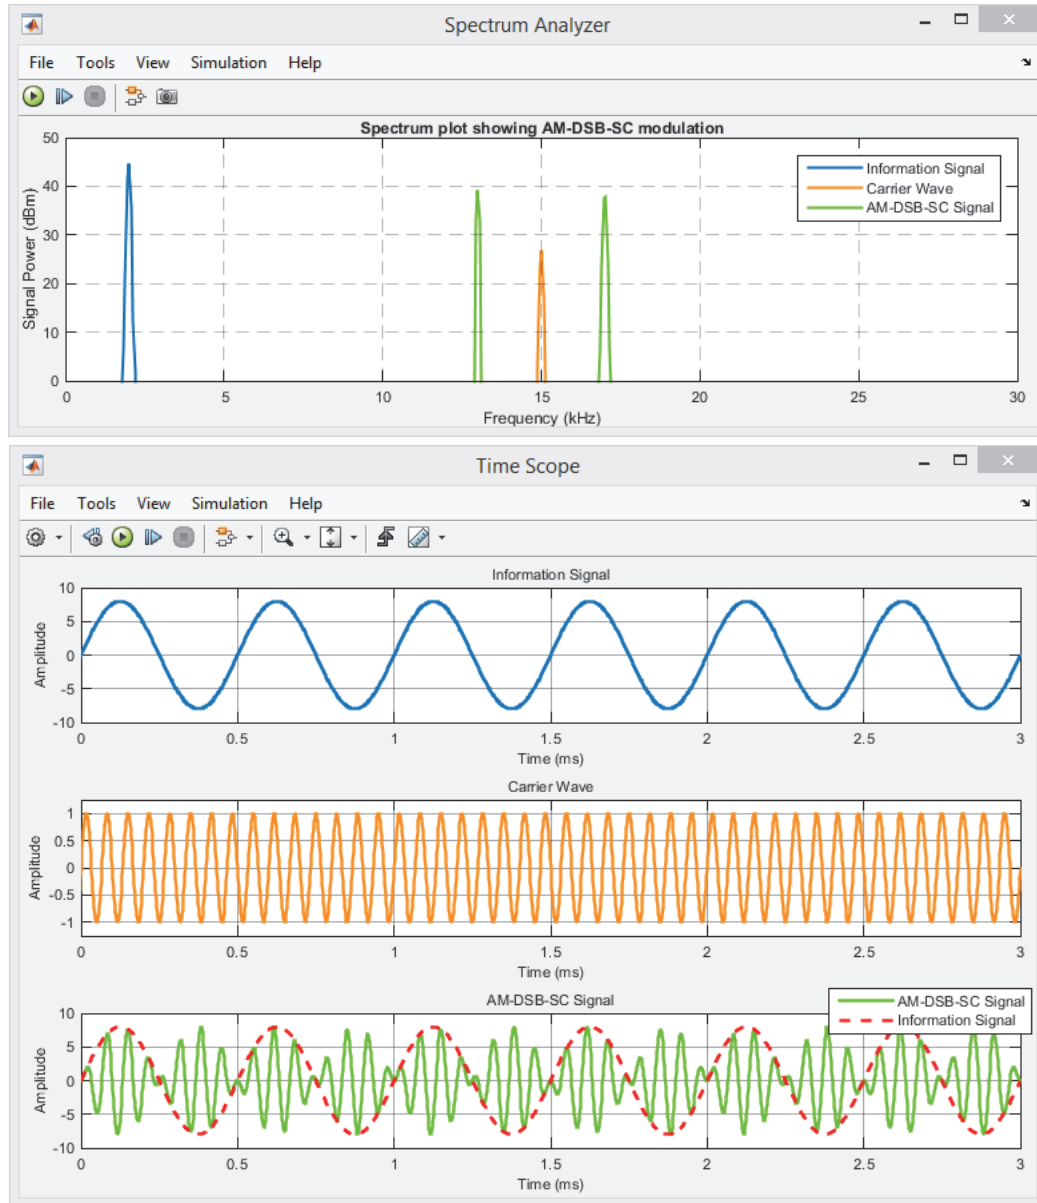 Spectrum Analyzer
File Tools View Simulation Help
Spectrum plot showing AM-DSB-SC modulation
50
40
30
20
10
0
Signal Power (dBm)
Information Signal
Carrier Wave
AM-DSB-SC Signal
0 5 10 15 20 25 30
Frequency (kHz)
Time Scope
File Tools View Simulation Help
Information Signal
10
5
0
-5
-10
Amplitude
0 0.5 1 1.5 2 2.5 3
Time (ms)
Carrier Wave
1
0.5
0
-0.5
-1
Amplitude
0 0.5 1 1.5 2 2.5 3
Time (ms)
AM-DSB-SC Signal
AM-DSB-SC Signal
Information Signal
10
5
0
-5
-10
Amplitude
0 0.5 1 1.5 2 2.5 3
Time (ms)